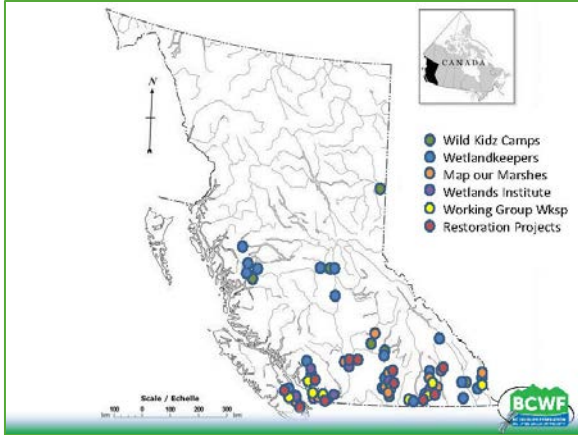 CANADA
N
Wild Kidz Camps
Wetlandkeepers
Map our Marshes
Wetlands Institute
Working Group Wksp
Restoration Projects
Scale / Echelle
100 0 100 200 300
km km
BCWF